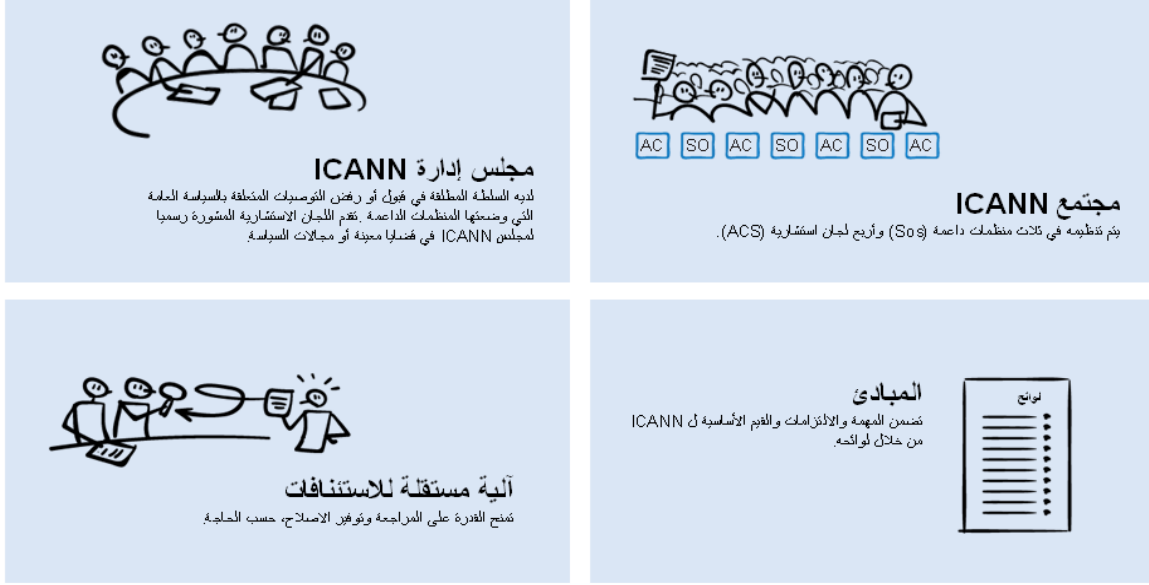 AC SO AC SO AC SO AC
مجتمع ICANN
يتم تنظيمه في ثلاث منظمات داعمة (Sos) وأربع لجان استشارية (ACS).
مجلس إدارة ICANN
لديه السلطة المطلقة في قبول أو رفض التوصيات المتعلقة بالسياسة العامة
التي وضعتها المنظمات الداعمة .تقدم اللجان الاستشارية المشورة رسميا
لمجلس ICANN في قضايا معينة أو مجالات السياسة.
لوائح
المبادئ
تضمن المهمة والالتزامات والقيم الأساسية ل ICANN
من خلال لوائحه.
آلية مستقلة للاستئنافات
تمنح القدرة على المراجعة وتوفير الاصلاح، حسب الحاجة.